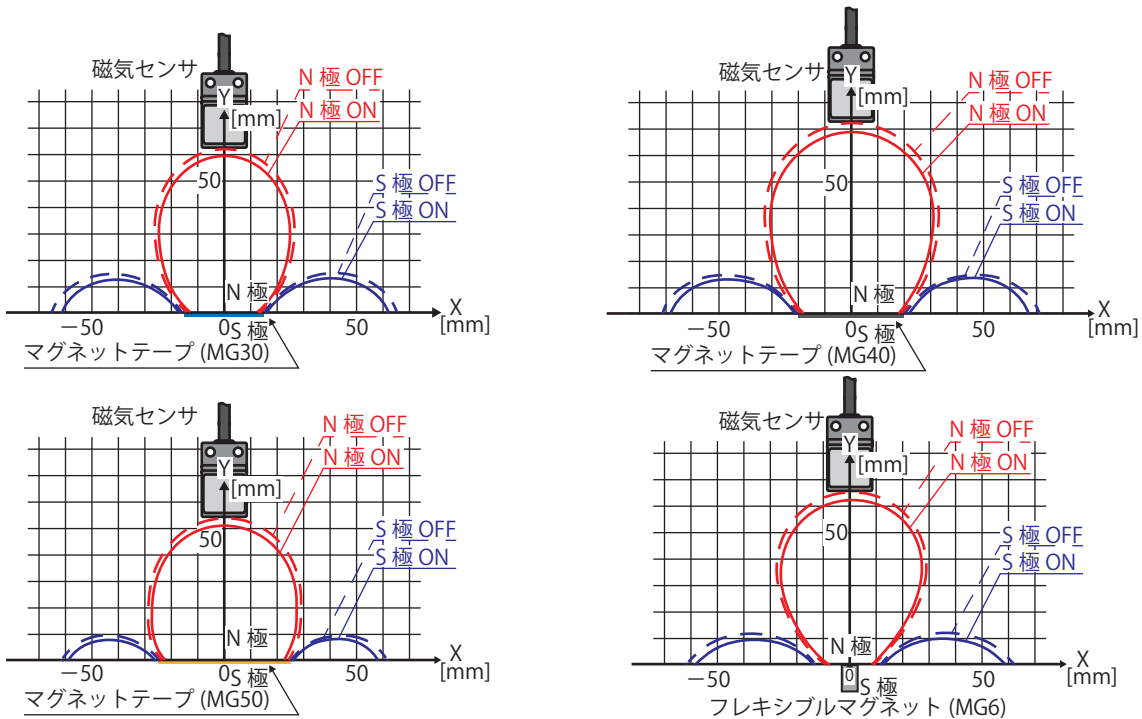 磁気センサ
N 極 OFF
N 極 ON
Y
[mm]
50
S 極 OFF
S 極 ON
N 極
X
[mm]
−50
0
S 極
50
マグネットテープ (MG30)
磁気センサ
N 極 OFF
N 極 ON
Y
[mm]
50
S 極 OFF
S 極 ON
N 極
X
[mm]
−50
0
S 極
50
マグネットテープ (MG40)
磁気センサ
N 極 OFF
N 極 ON
Y
[mm]
50
S 極 OFF
S 極 ON
N 極
X
[mm]
−50
0
S 極
50
マグネットテープ (MG50)
磁気センサ
N 極 OFF
N 極 ON
Y
[mm]
50
S 極 OFF
S 極 ON
N 極
X
[mm]
−50
0
S 極
50
フレキシブルマグネット (MG6)